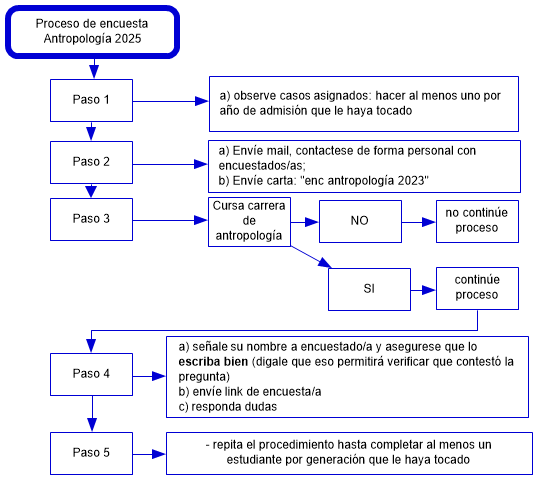 Proceso de encuesta
Antropología 2025
Paso 1
a) observe casos asignados: hacer al menos uno por
año de admisión que le haya tocado
Paso 2
a) Envíe mail, contactese de forma personal con
encuestados/as;
b) Envíe carta: "enc antropología 2023"
Paso 3
Cursa carrera
de
antropología
NO
no continúe
proceso
SI
continúe
proceso
Paso 4
a) señale su nombre a encuestado/a y asegurese que lo
escriba bien (digale que eso permitirá verificar que contestó la
pregunta)
b) envíe link de encuesta/a
c) responda dudas
Paso 5
- repita el procedimiento hasta completar al menos un
estudiante por generación que le haya tocado